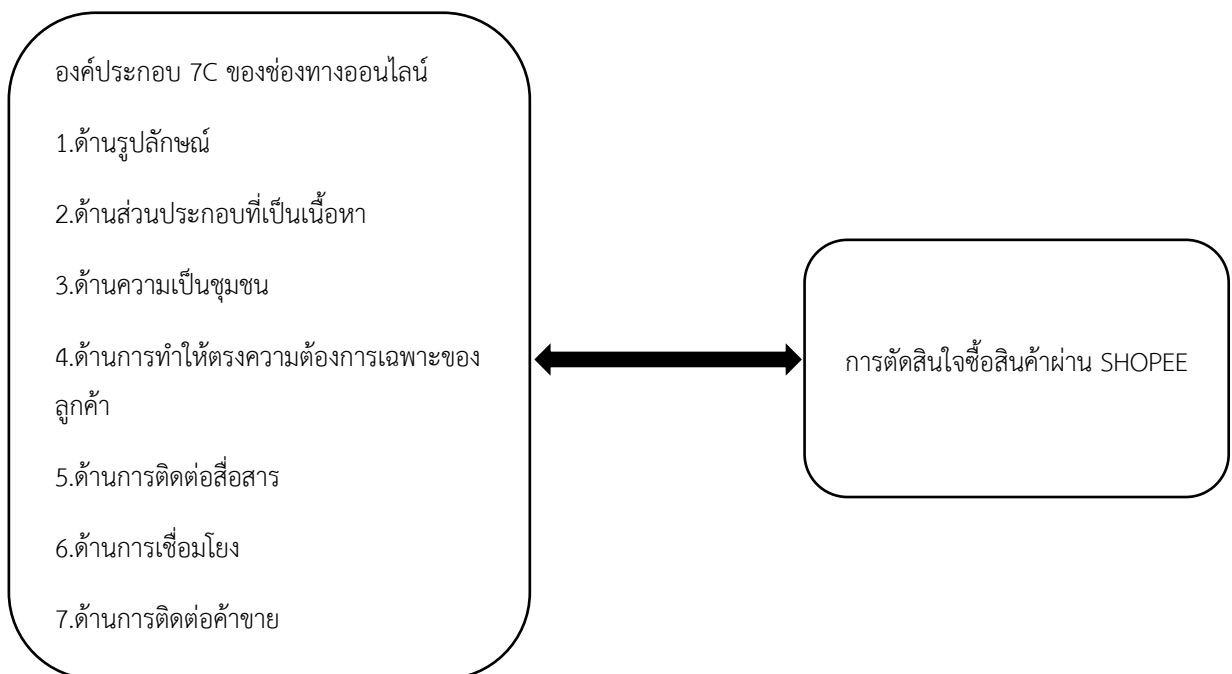 องค์ประกอบ 7C ของช่องทางออนไลน์
1.ด้านรูปลักษณ์
2.ด้านส่วนประกอบที่เป็นเนื้อหา
3.ด้านความเป็นชุมชน
4.ด้านการทำให้ตรงความต้องการเฉพาะของ
ลูกค้า
5.ด้านการติดต่อสื่อสาร
6.ด้านการเชื่อมโยง
7.ด้านการติดต่อค้าขาย
การตัดสินใจซื้อสินค้าผ่าน SHOPEE